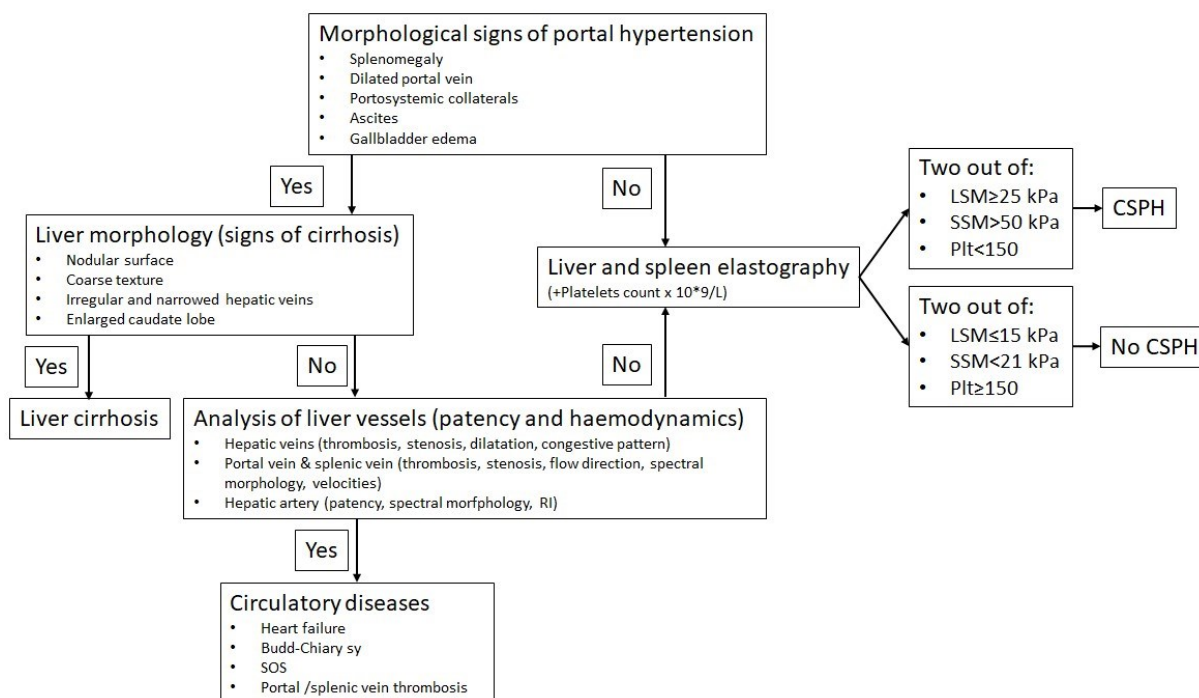 Morphological signs of portal hypertension
• Splenomegaly
• Dilated portal vein
• Portosystemic collaterals
• Ascites
• Gallbladder edema
Yes
No
Liver morphology (signs of cirrhosis)
• Nodular surface
• Coarse texture
• Irregular and narrowed hepatic veins
• Enlarged caudate lobe
Liver and spleen elastography
(+Platelets count x 10*9/L)
Two out of:
• LSM≥25 kPa
• SSM>50 kPa
• Plt<150
CSPH
Two out of:
• LSM≤15 kPa
• SSM<21 kPa
• Plt≥150
No CSPH
Yes
No
No
Liver cirrhosis
Analysis of liver vessels (patency and haemodynamics)
• Hepatic veins (thrombosis, stenosis, dilatation, congestive pattern)
• Portal vein & splenic vein (thrombosis, stenosis, flow direction, spectral
morphology, velocities)
• Hepatic artery (patency, spectral morfphology, RI)
Yes
Circulatory diseases
• Heart failure
• Budd-Chiary sy
• SOS
• Portal /splenic vein thrombosis